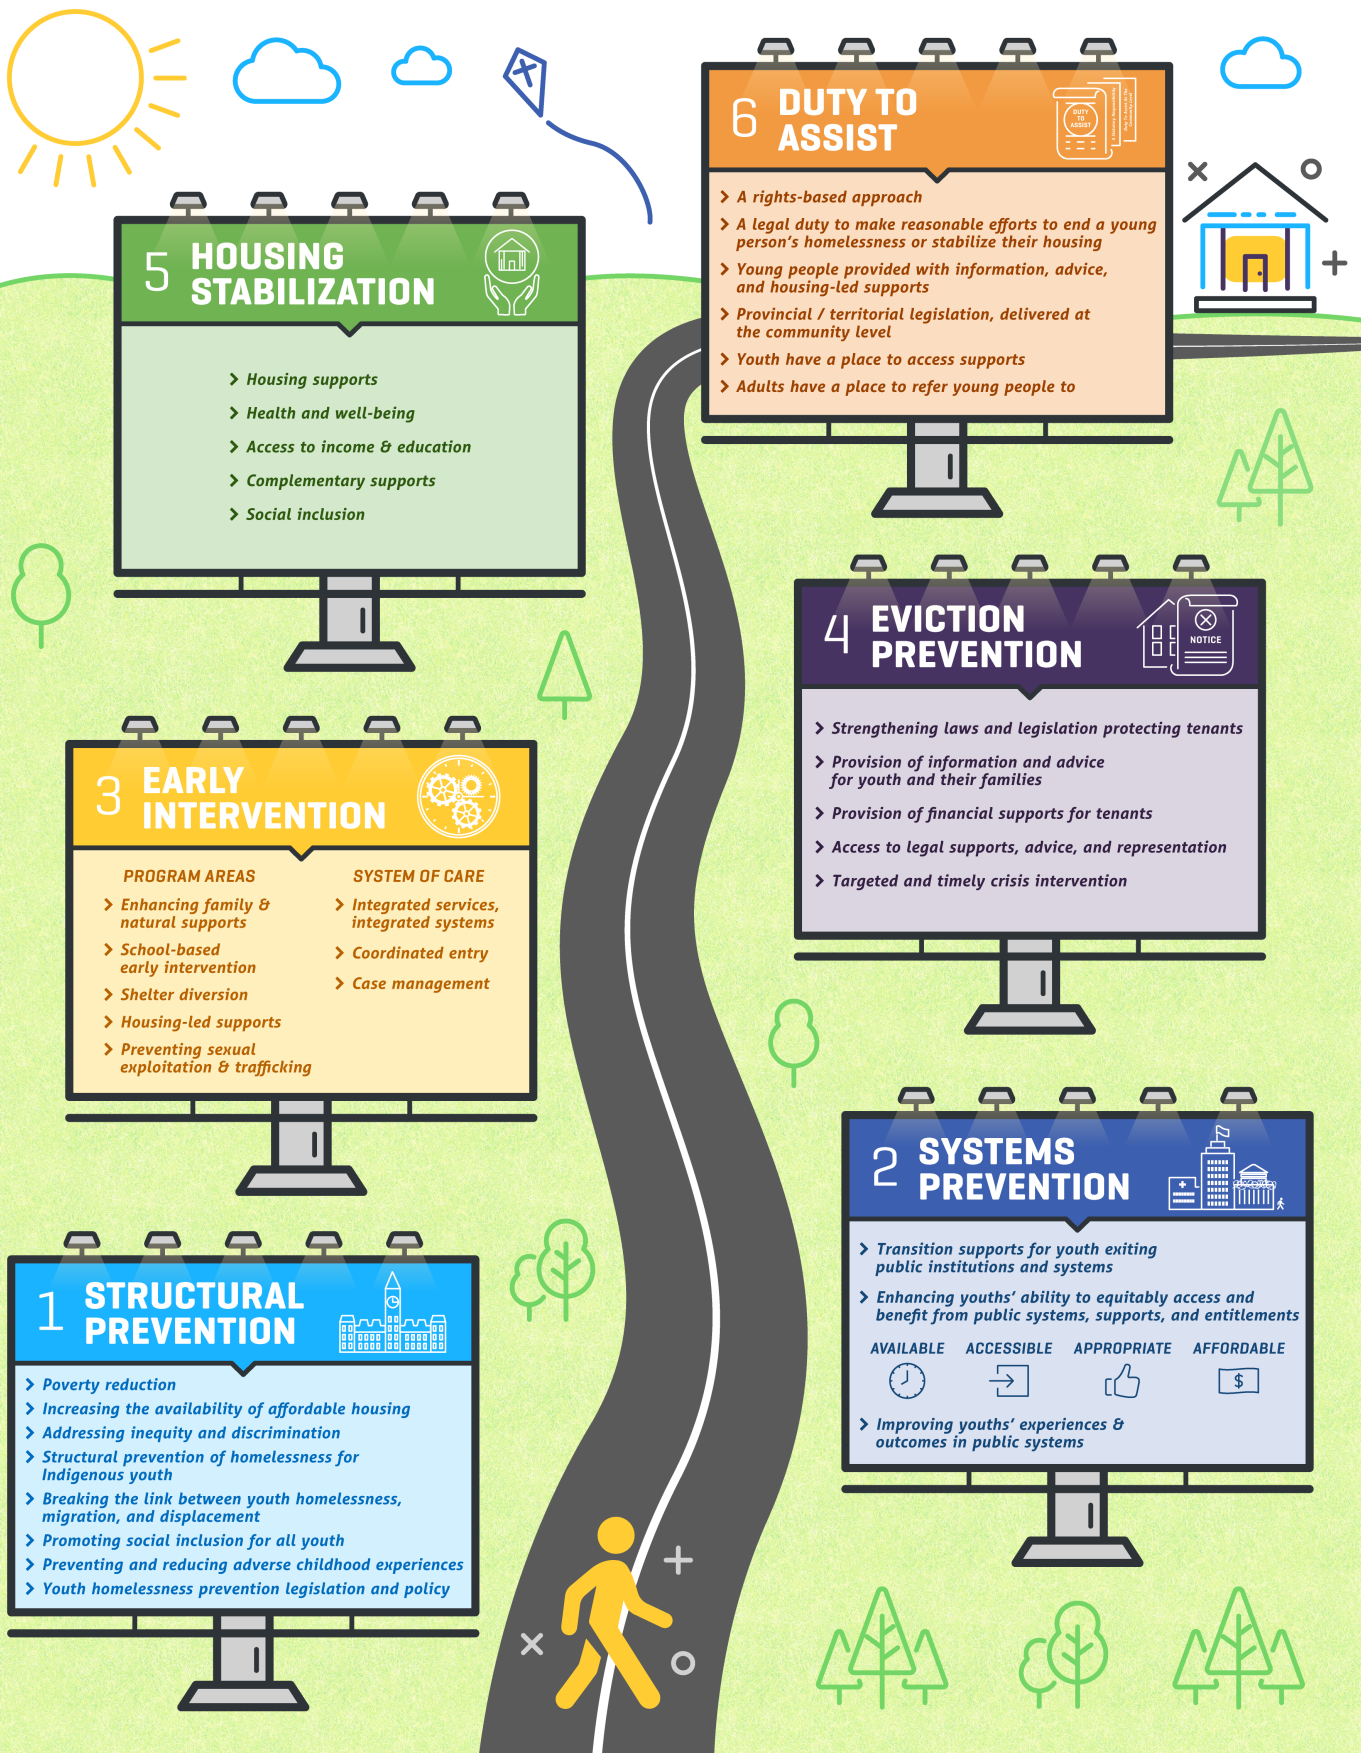 6
DUTY TO
ASSIST
DUTY
TO
ASSIST
A rights-based approach
A legal duty to make reasonable efforts to end a young
person's homelessness or stabilize their housing
Young people provided with information, advice,
and housing-led supports
Provincial / territorial legislation, delivered at
the community level
Youth have a place to access supports
Adults have a place to refer young people to
5
HOUSING
STABILIZATION
Housing supports
Health and well-being
Access to income & education
Complementary supports
Social inclusion
4
EVICTION
PREVENTION
NOTICE
Strengthening laws and legislation protecting tenants
Provision of information and advice
for youth and their families
Provision of financial supports for tenants
Access to legal supports, advice, and representation
Targeted and timely crisis intervention
3
EARLY
INTERVENTION
PROGRAM AREAS
Enhancing family &
natural supports
School-based
early intervention
Shelter diversion
Housing-led supports
Preventing sexual
exploitation & trafficking
SYSTEM OF CARE
Integrated services,
integrated systems
Coordinated entry
Case management
2
SYSTEMS
PREVENTION
Transition supports for youth exiting
public institutions and systems
Enhancing youths' ability to equitably access and
benefit from public systems, supports, and entitlements
AVAILABLE ACCESSIBLE APPROPRIATE AFFORDABLE
$
Improving youths' experiences &
outcomes in public systems
1
STRUCTURAL
PREVENTION
Poverty reduction
Increasing the availability of affordable housing
Addressing inequity and discrimination
Structural prevention of homelessness for
Indigenous youth
Breaking the link between youth homelessness,
migration, and displacement
Promoting social inclusion for all youth
Preventing and reducing adverse childhood experiences
Youth homelessness prevention legislation and policy